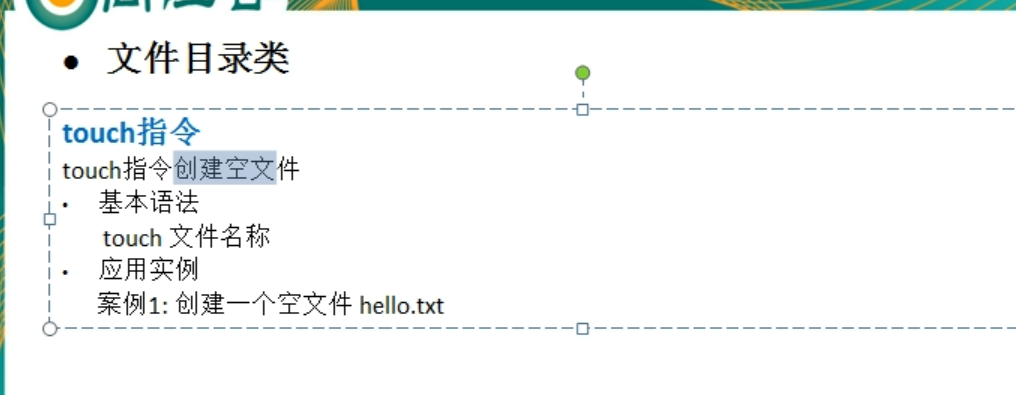 • 文件目录类
touch指令
touch指令创建空文件
• 基本语法
touch 文件名称
• 应用实例
案例1: 创建一个空文件 hello.txt